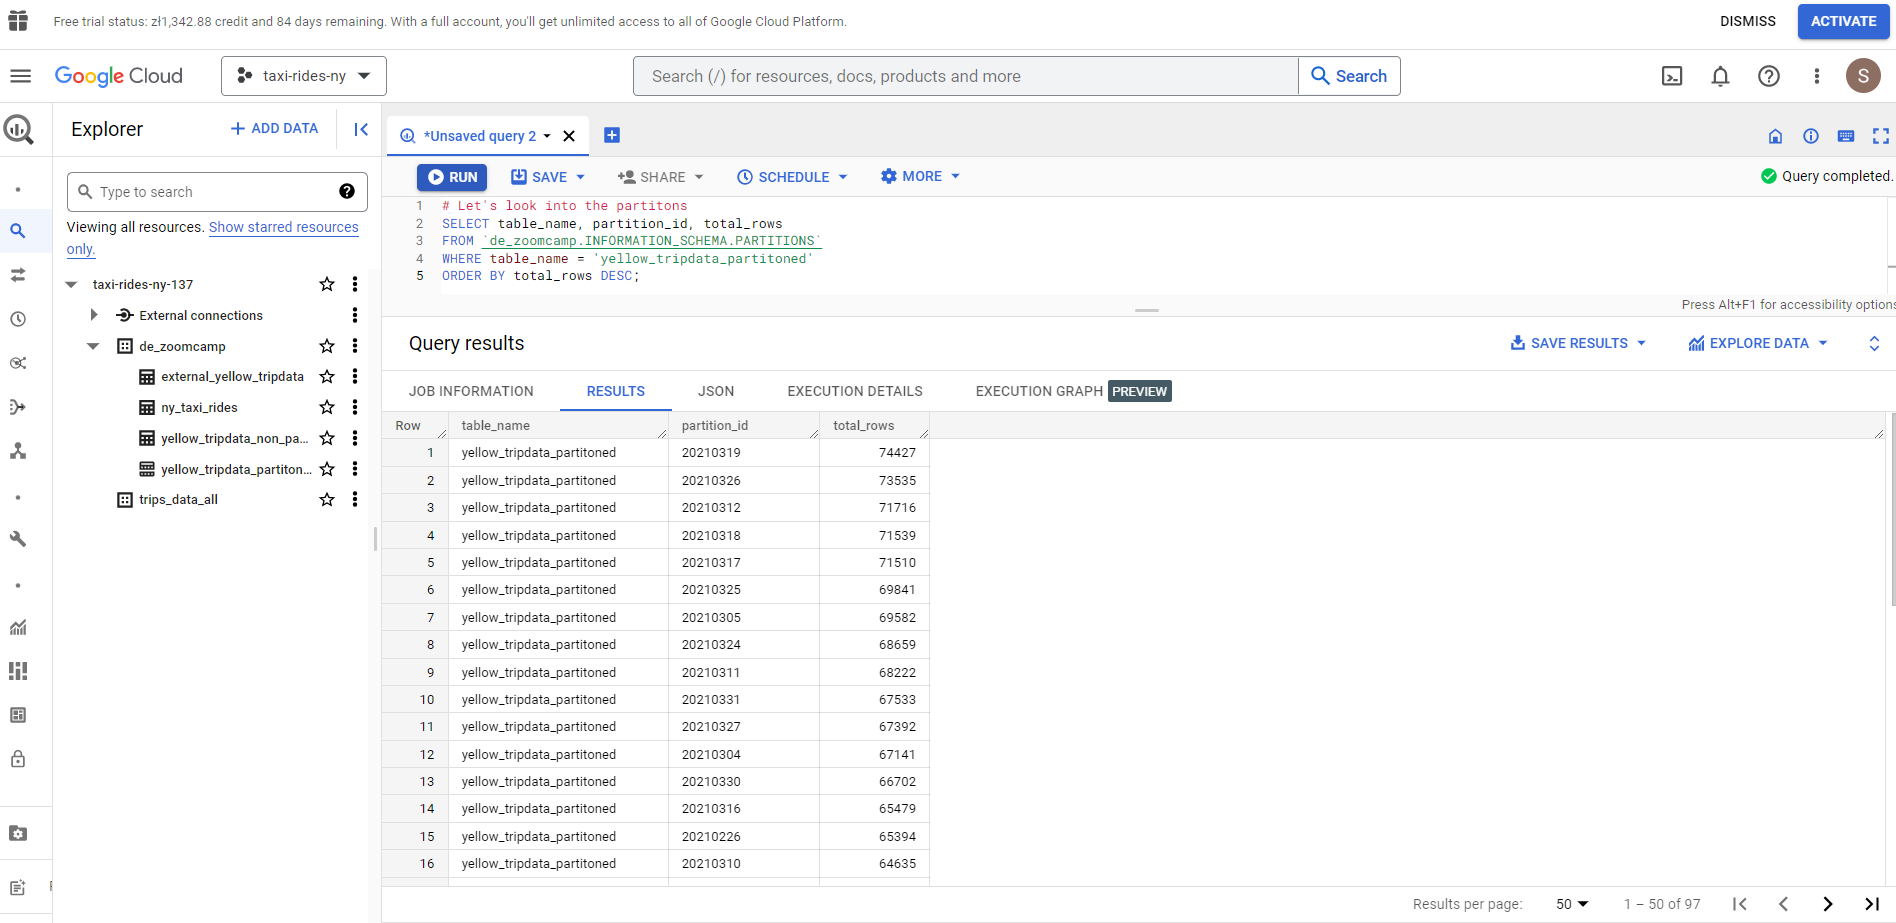 Free trial status: zł1,342.88 credit and 84 days remaining. With a full account, you'll get unlimited access to all of Google Cloud Platform.
DISMISS
ACTIVATE
Google Cloud
taxi-rides-ny
Search (/) for resources, docs, products and more
Search
S
Explorer
ADD DATA
*Unsaved query 2
Type to search
Viewing all resources. Show starred resources
only.
taxi-rides-ny-137
External connections
de_zoomcamp
external_yellow_tripdata
ny_taxi_rides
yellow_tripdata_non_pa...
yellow_tripdata_partiton...
trips_data_all
RUN
SAVE
SHARE
SCHEDULE
MORE
Query completed.
1 # Let's look into the partitons
2 SELECT table_name, partition_id, total_rows
3 FROM `de_zoomcamp.INFORMATION_SCHEMA.PARTITIONS`
4 WHERE table_name = 'yellow_tripdata_partitoned'
5 ORDER BY total_rows DESC;
Press Alt+F1 for accessibility options
Query results
SAVE RESULTS
EXPLORE DATA
JOB INFORMATION
RESULTS
JSON
EXECUTION DETAILS
EXECUTION GRAPH
PREVIEW
Row table_name partition_id total_rows
1 yellow_tripdata_partitoned 20210319 74427
2 yellow_tripdata_partitoned 20210326 73535
3 yellow_tripdata_partitoned 20210312 71716
4 yellow_tripdata_partitoned 20210318 71539
5 yellow_tripdata_partitoned 20210317 71510
6 yellow_tripdata_partitoned 20210325 69841
7 yellow_tripdata_partitoned 20210305 69582
8 yellow_tripdata_partitoned 20210324 68659
9 yellow_tripdata_partitoned 20210311 68222
10 yellow_tripdata_partitoned 20210331 67533
11 yellow_tripdata_partitoned 20210327 67392
12 yellow_tripdata_partitoned 20210304 67141
13 yellow_tripdata_partitoned 20210330 66702
14 yellow_tripdata_partitoned 20210316 65479
15 yellow_tripdata_partitoned 20210226 65394
16 yellow_tripdata_partitoned 20210310 64635
Results per page: 50 1 – 50 of 97